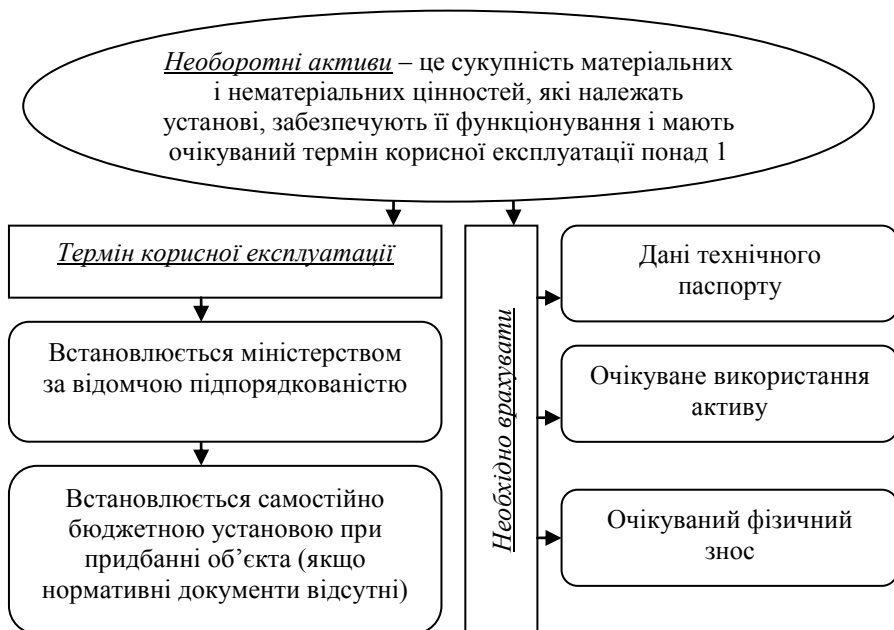 Необоротні активи – це сукупність матеріальних
і нематеріальних цінностей, які належать
установі, забезпечують її функціонування і мають
очікуваний термін корисної експлуатації понад 1
Термін корисної експлуатації
Встановлюється міністерством
за відомчою підпорядкованістю
Встановлюється самостійно
бюджетною установою при
придбанні об’єкта (якщо
нормативні документи відсутні)
Необхідно врахувати
Дані технічного
паспорту
Очікуване використання
активу
Очікуваний фізичний
знос